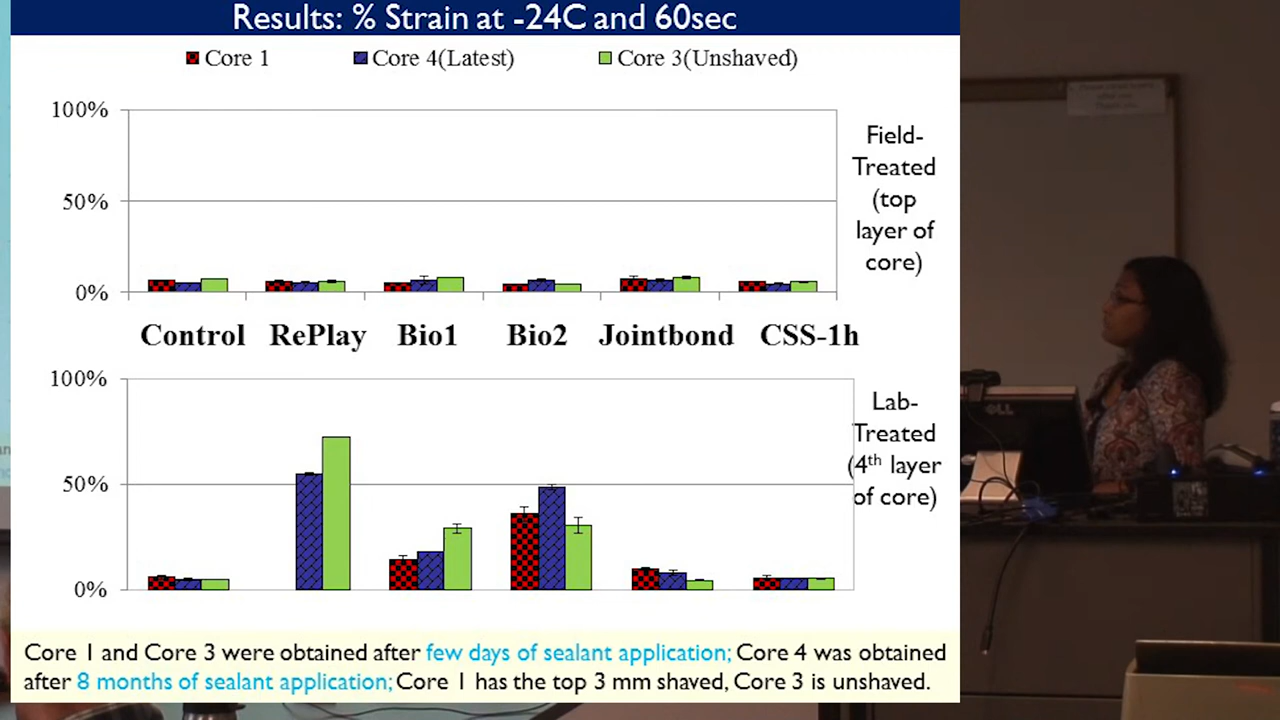 Results: % Strain at -24C and 60sec
Core 1 Core 4(Latest) Core 3(Unshaved)
100%
50%
0%
Field-
Treated
(top
layer of
core)
Control RePlay Bio1 Bio2 Jointbond CSS-1h
100%
50%
0%
Lab-
Treated
(4th layer
of core)
Core 1 and Core 3 were obtained after few days of sealant application; Core 4 was obtained
after 8 months of sealant application; Core 1 has the top 3 mm shaved, Core 3 is unshaved.
DELL